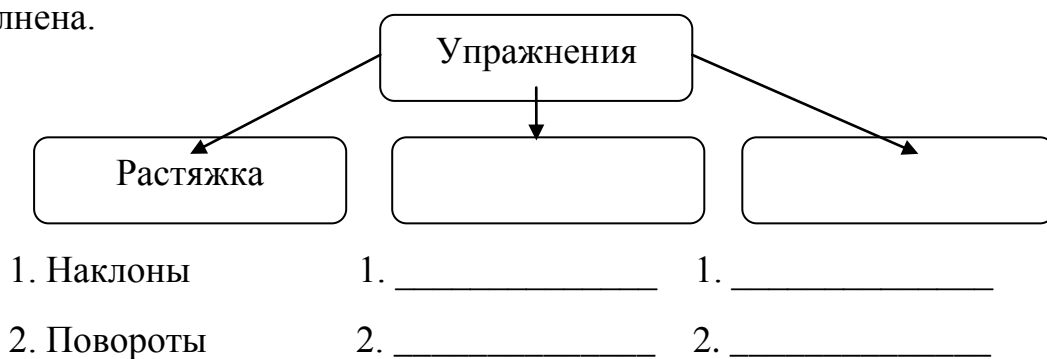 лнена.
Упражнения
Растяжка
1. Наклоны 1. ______________ 1. ______________
2. Повороты 2. ______________ 2. ______________